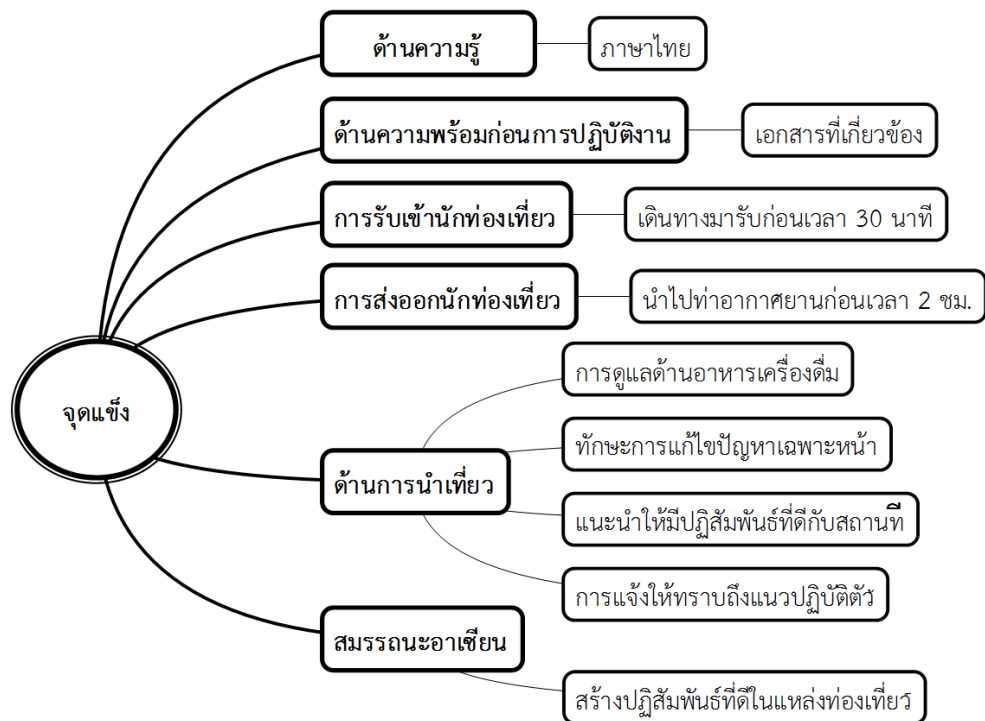 ด้านความรู้
ภาษาไทย
ด้านความพร้อมก่อนการปฏิบัติงาน
เอกสารที่เกี่ยวข้อง
การรับเข้านักท่องเที่ยว
เดินทางมารับก่อนเวลา 30 นาที
การส่งออกนักท่องเที่ยว
นำไปท่าอากาศยานก่อนเวลา 2 ชม.
จุดแข็ง
ด้านการนำเที่ยว
การดูแลด้านอาหารเครื่องดื่ม
ทักษะการแก้ไขปัญหาเฉพาะหน้า
แนะนำให้มีปฏิสัมพันธ์ที่ดีกับสถานที่
การแจ้งให้ทราบถึงแนวปฏิบัติตัว
สมรรถนะอาเซียน
สร้างปฏิสัมพันธ์ที่ดีในแหล่งท่องเที่ยว